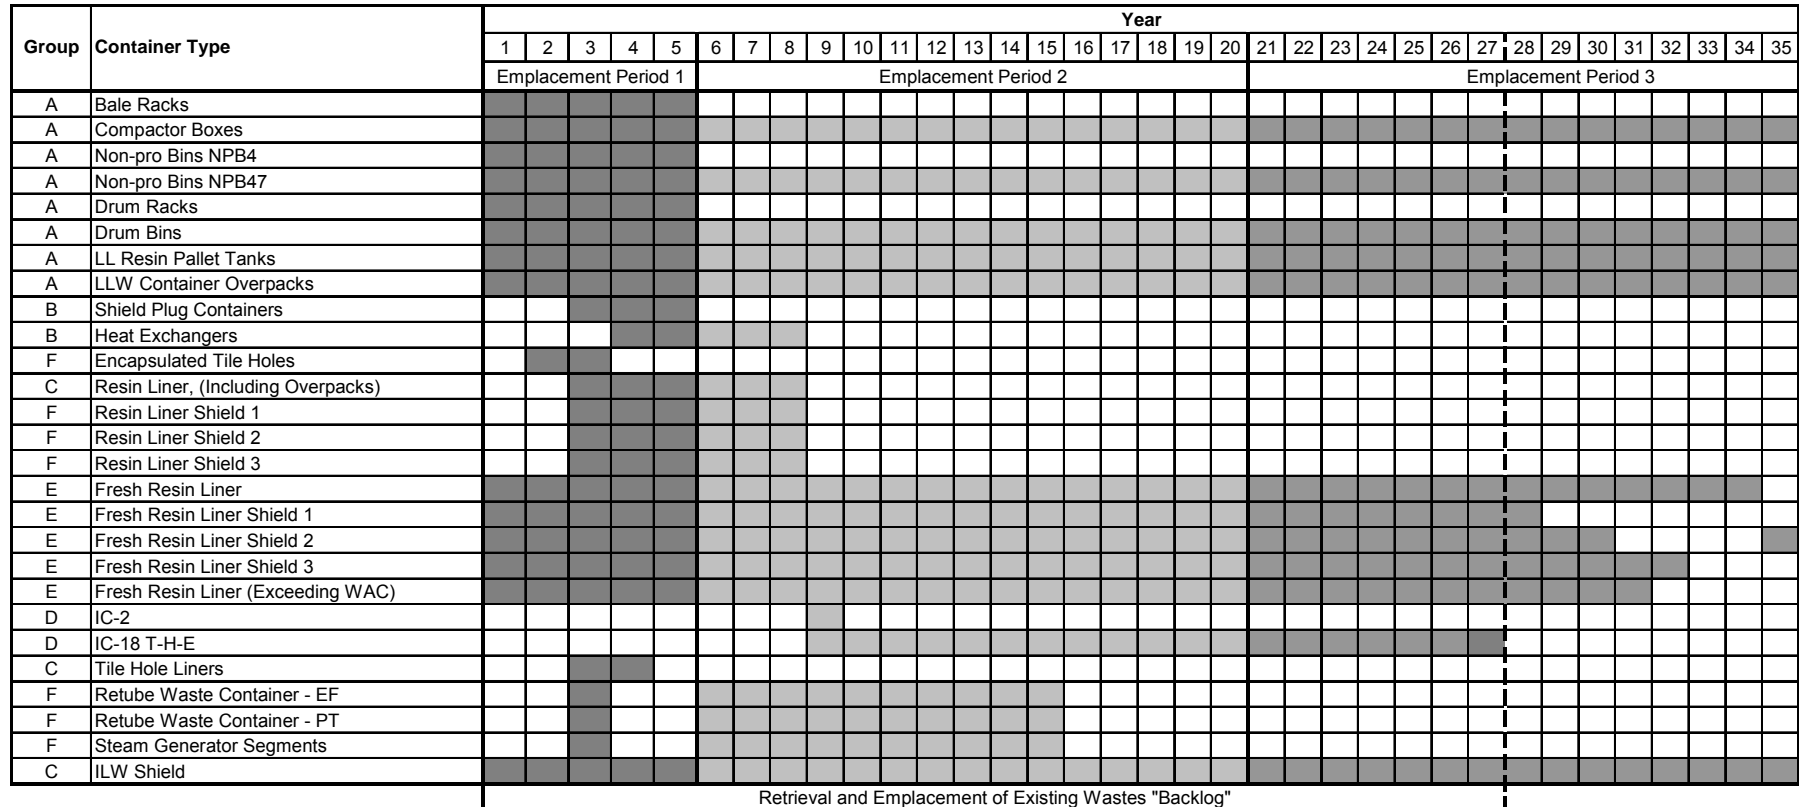 Year
Group Container Type 1 2 3 4 5 6 7 8 9 10 11 12 13 14 15 16 17 18 19 20 21 22 23 24 25 26 27 28 29 30 31 32 33 34 35
Emplacement Period 1 Emplacement Period 2 Emplacement Period 3
A Bale Racks
A Compactor Boxes
A Non-pro Bins NPB4
A Non-pro Bins NPB47
A Drum Racks
A Drum Bins
A LL Resin Pallet Tanks
A LLW Container Overpacks
B Shield Plug Containers
B Heat Exchangers
F Encapsulated Tile Holes
C Resin Liner, (Including Overpacks)
F Resin Liner Shield 1
F Resin Liner Shield 2
F Resin Liner Shield 3
E Fresh Resin Liner
E Fresh Resin Liner Shield 1
E Fresh Resin Liner Shield 2
E Fresh Resin Liner Shield 3
E Fresh Resin Liner (Exceeding WAC)
D IC-2
D IC-18 T-H-E
C Tile Hole Liners
F Retube Waste Container - EF
F Retube Waste Container - PT
F Steam Generator Segments
C ILW Shield
Retrieval and Emplacement of Existing Wastes "Backlog"